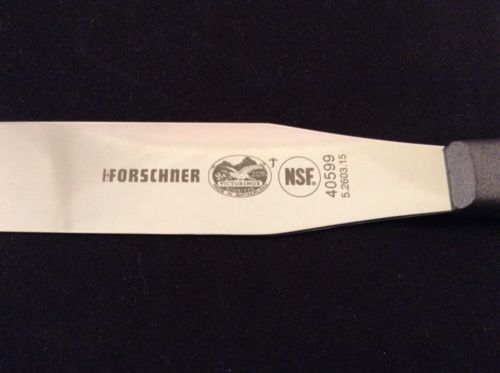 FORSCHNER
VICTORINOX
NSF®
40599
5.2603.15